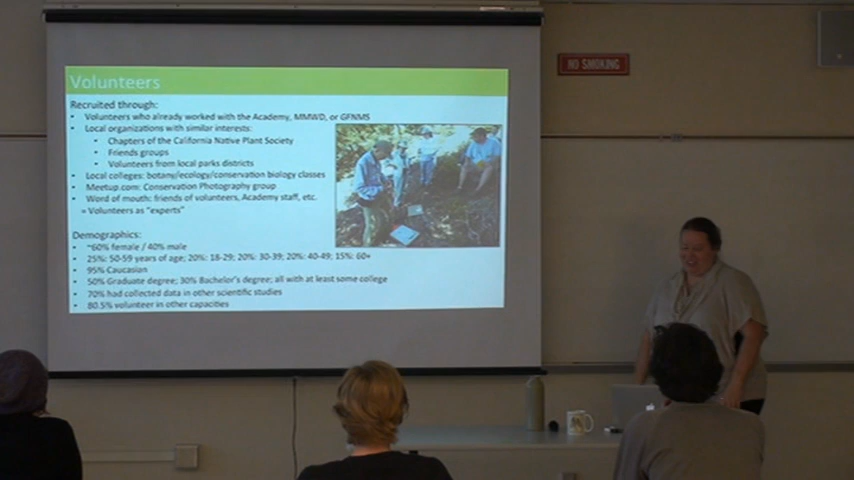 Volunteers
Recruited through:
• Volunteers who already worked with the Academy, MMWD, or GFNMS
• Local organizations with similar interests:
• Chapters of the California Native Plant Society
• Friends groups
• Volunteers from local parks districts
• Local colleges: botany/ecology/conservation biology classes
• Meetup.com: Conservation Photography group
• Word of mouth: friends of volunteers, Academy staff, etc.
= Volunteers as "experts"
Demographics:
• ~60% female / 40% male
• 25%: 50-59 years of age; 20%: 18-29; 20%: 30-39; 20%: 40-49; 15%: 60+
• 95% Caucasian
• 50% Graduate degree; 30% Bachelor's degree; all with at least some college
• 70% had collected data in other scientific studies
• 80.5% volunteer in other capacities
NO SMOKING